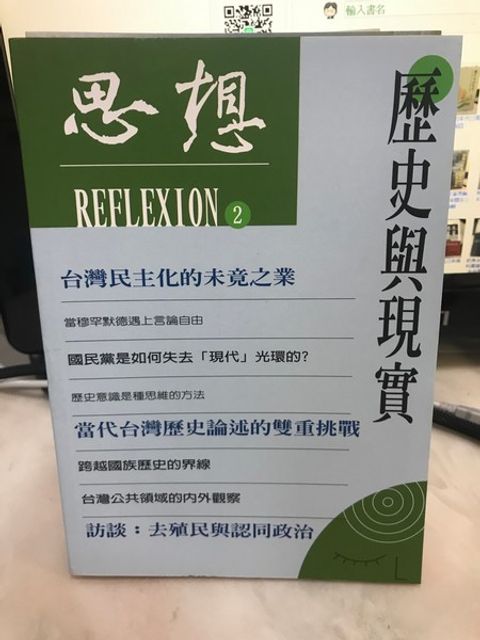 輸入書名
思想
REFLEXION 2
歷史與現實
台灣民主化的未竟之業
當穆罕默德遇上言論自由
國民黨是如何失去「現代」光環的?
歷史意識是種思維的方法
當代台灣歷史論述的雙重挑戰
跨越國族歷史的界線
台灣公共領域的內外觀察
訪談：去殖民與認同政治